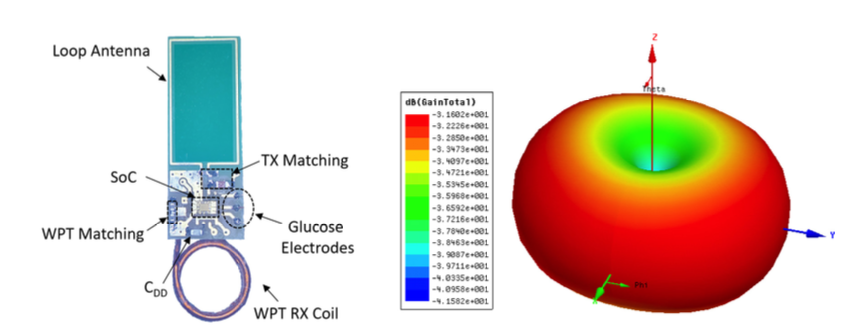 Loop Antenna
TX Matching
SoC
WPT Matching
Glucose
Electrodes
C_DD
WPT RX Coil
dB(GainTotal)
-3.1602e+001
-3.2226e+001
-3.2850e+001
-3.3473e+001
-3.4097e+001
-3.4721e+001
-3.5345e+001
-3.5968e+001
-3.6592e+001
-3.7216e+001
-3.7840e+001
-3.8463e+001
-3.9087e+001
-3.9711e+001
-4.0335e+001
-4.0958e+001
-4.1582e+001
Z
Theta
Y
Phi